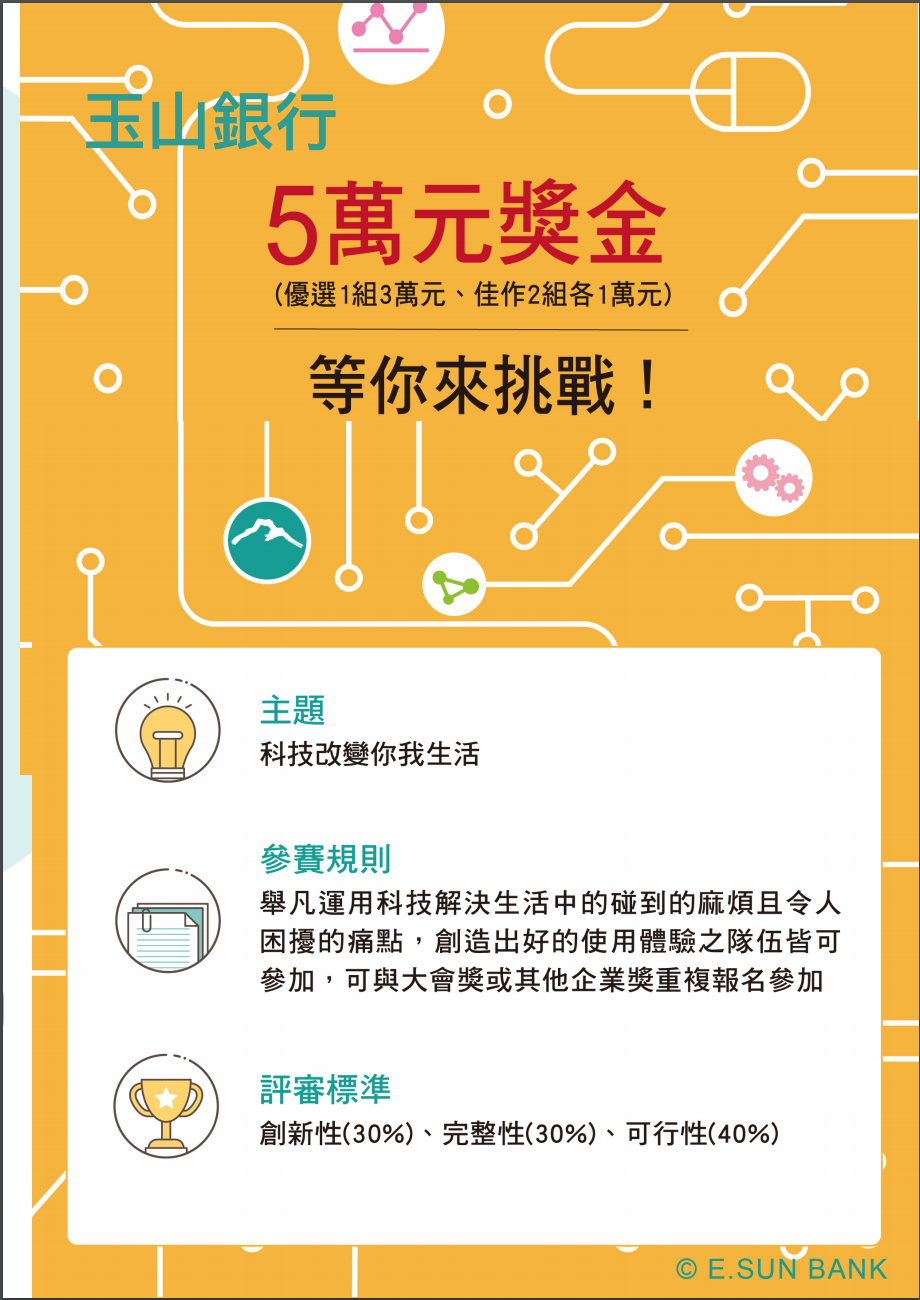 玉山銀行
5萬元獎金
(優選1組3萬元、佳作2組各1萬元)
等你來挑戰！
主題
科技改變你我生活
參賽規則
舉凡運用科技解決生活中的碰到的麻煩且令人
困擾的痛點，創造出好的使用體驗之隊伍皆可
參加，可與大會獎或其他企業獎重複報名參加
評審標準
創新性(30%)、完整性(30%)、可行性(40%)
© E.SUN BANK